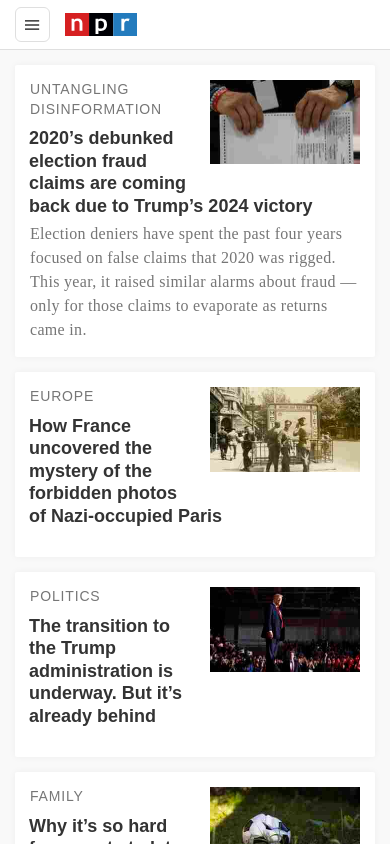 npr
UNTANGLING
DISINFORMATION
2020’s debunked
election fraud
claims are coming
back due to Trump’s 2024 victory
Election deniers have spent the past four years
focused on false claims that 2020 was rigged.
This year, it raised similar alarms about fraud —
only for those claims to evaporate as returns
came in.
EUROPE
How France
uncovered the
mystery of the
forbidden photos
of Nazi-occupied Paris
POLITICS
The transition to
the Trump
administration is
underway. But it’s
already behind
FAMILY
Why it’s so hard